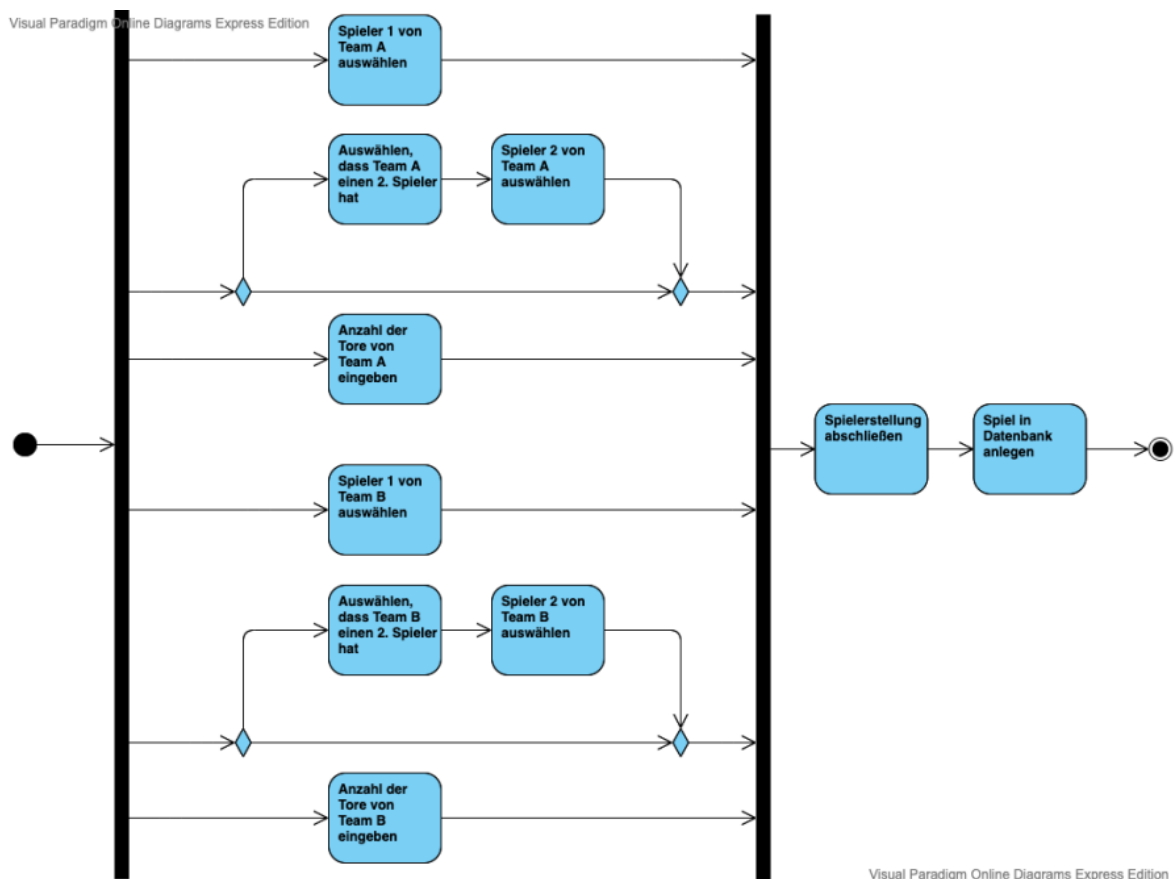 Visual Paradigm Online Diagrams Express Edition
Spieler 1 von
Team A
auswählen
Auswählen,
dass Team A
einen 2. Spieler
hat
Spieler 2 von
Team A
auswählen
Anzahl der
Tore von
Team A
eingeben
Spieler 1 von
Team B
auswählen
Auswählen,
dass Team B
einen 2. Spieler
hat
Spieler 2 von
Team B
auswählen
Anzahl der
Tore von
Team B
eingeben
Spielerstellung
abschließen
Spiel in
Datenbank
anlegen
Visual Paradigm Online Diagrams Express Edition